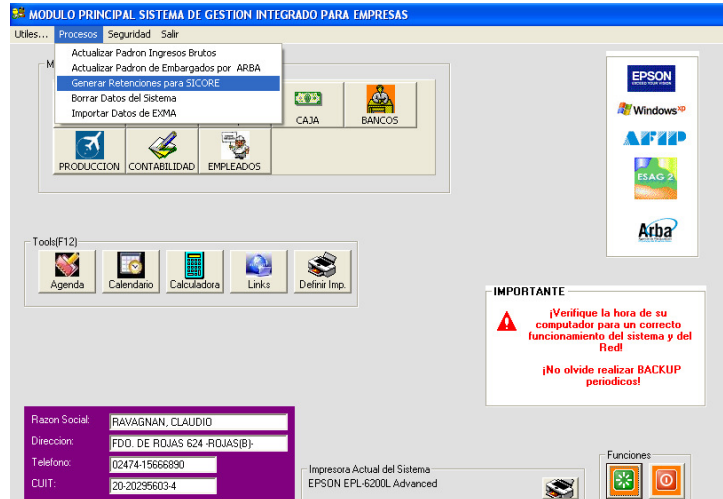 MODULO PRINCIPAL SISTEMA DE GESTION INTEGRADO PARA EMPRESAS
Utiles... Procesos Seguridad Salir
Actualizar Padron Ingresos Brutos
Actualizar Padron de Embargados por ARBA
Generar Retenciones para SICORE
Borrar Datos del Sistema
Importar Datos de EXMA
M
CAJA BANCOS
PRODUCCION CONTABILIDAD EMPLEADOS
EPSON
EXCEED YOUR VISION
Windows xp
AFIP
ESAG 2
Arba
Tools(F12)
Agenda Calendario Calculadora Links Definir Imp.
IMPORTANTE
¡Verifique la hora de su
computador para un correcto
funcionamiento del sistema y del
Red!
¡No olvide realizar BACKUP
periodicos!
Razon Social: RAVAGNAN, CLAUDIO
Direccion: FDO. DE ROJAS 624 -ROJAS(B)-
Telefono: 02474-15666890
CUIT: 20-20295603-4
Impresora Actual del Sistema
EPSON EPL-6200L Advanced
Funciones